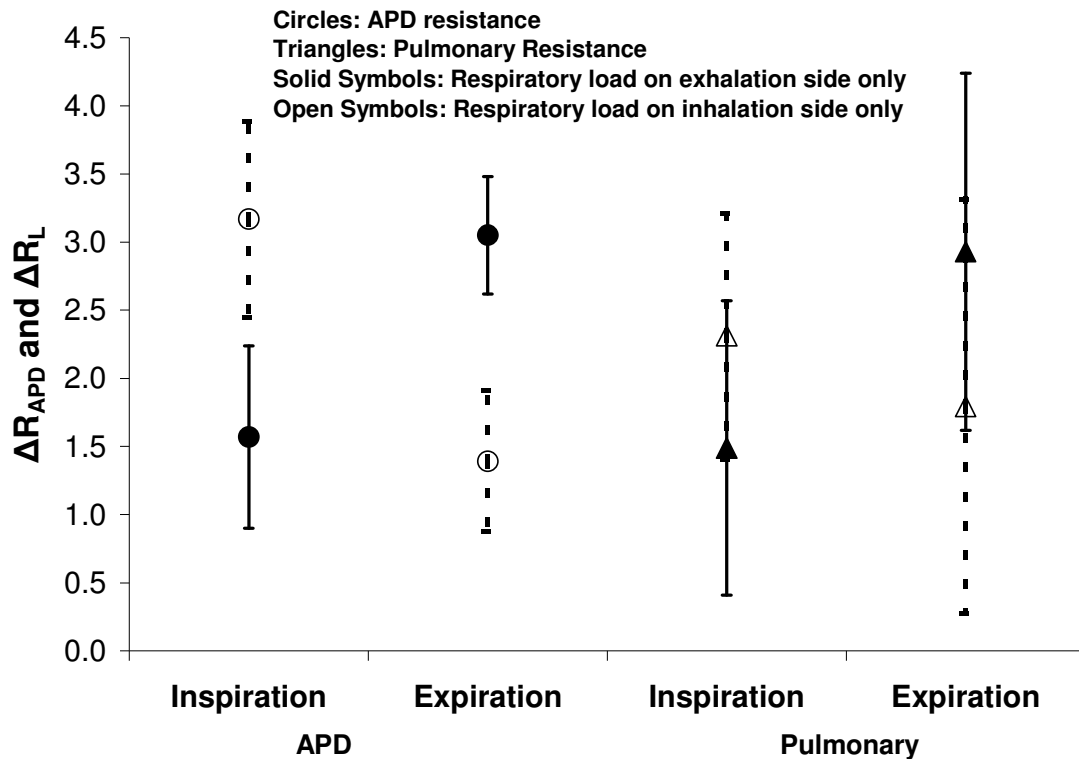 Circles: APD resistance
Triangles: Pulmonary Resistance
Solid Symbols: Respiratory load on exhalation side only
Open Symbols: Respiratory load on inhalation side only
4.5
4.0
3.5
3.0
2.5
2.0
1.5
1.0
0.5
0.0
ΔR_APD and ΔR_L
Inspiration Expiration Inspiration Expiration
APD Pulmonary